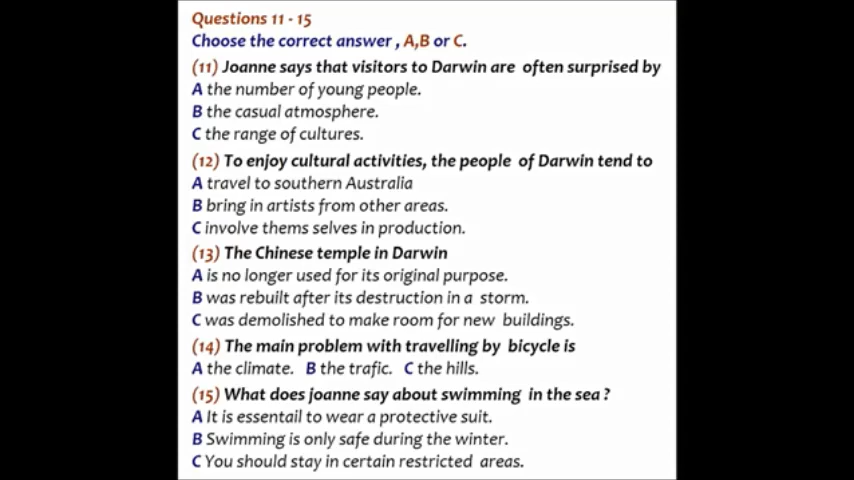 Questions 11 - 15
Choose the correct answer , A,B or C.
(11) Joanne says that visitors to Darwin are often surprised by
A the number of young people.
B the casual atmosphere.
C the range of cultures.
(12) To enjoy cultural activities, the people of Darwin tend to
A travel to southern Australia
B bring in artists from other areas.
C involve thems selves in production.
(13) The Chinese temple in Darwin
A is no longer used for its original purpose.
B was rebuilt after its destruction in a storm.
C was demolished to make room for new buildings.
(14) The main problem with travelling by bicycle is
A the climate. B the trafic. C the hills.
(15) What does joanne say about swimming in the sea ?
A It is essentail to wear a protective suit.
B Swimming is only safe during the winter.
C You should stay in certain restricted areas.